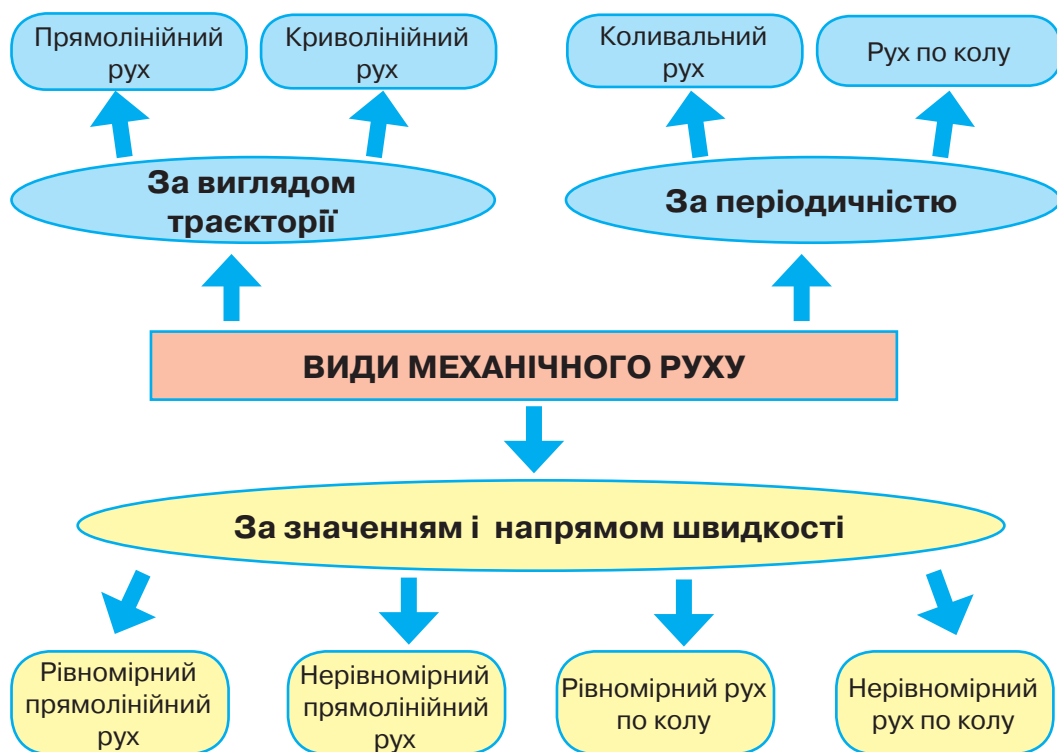 Прямолінійний
рух
Криволінійний
рух
Коливальний
рух
Рух по колу
За виглядом
траєкторії
За періодичністю
ВИДИ МЕХАНІЧНОГО РУХУ
За значенням і напрямом швидкості
Рівномірний
прямолінійний
рух
Нерівномірний
прямолінійний
рух
Рівномірний рух
по колу
Нерівномірний
рух по колу